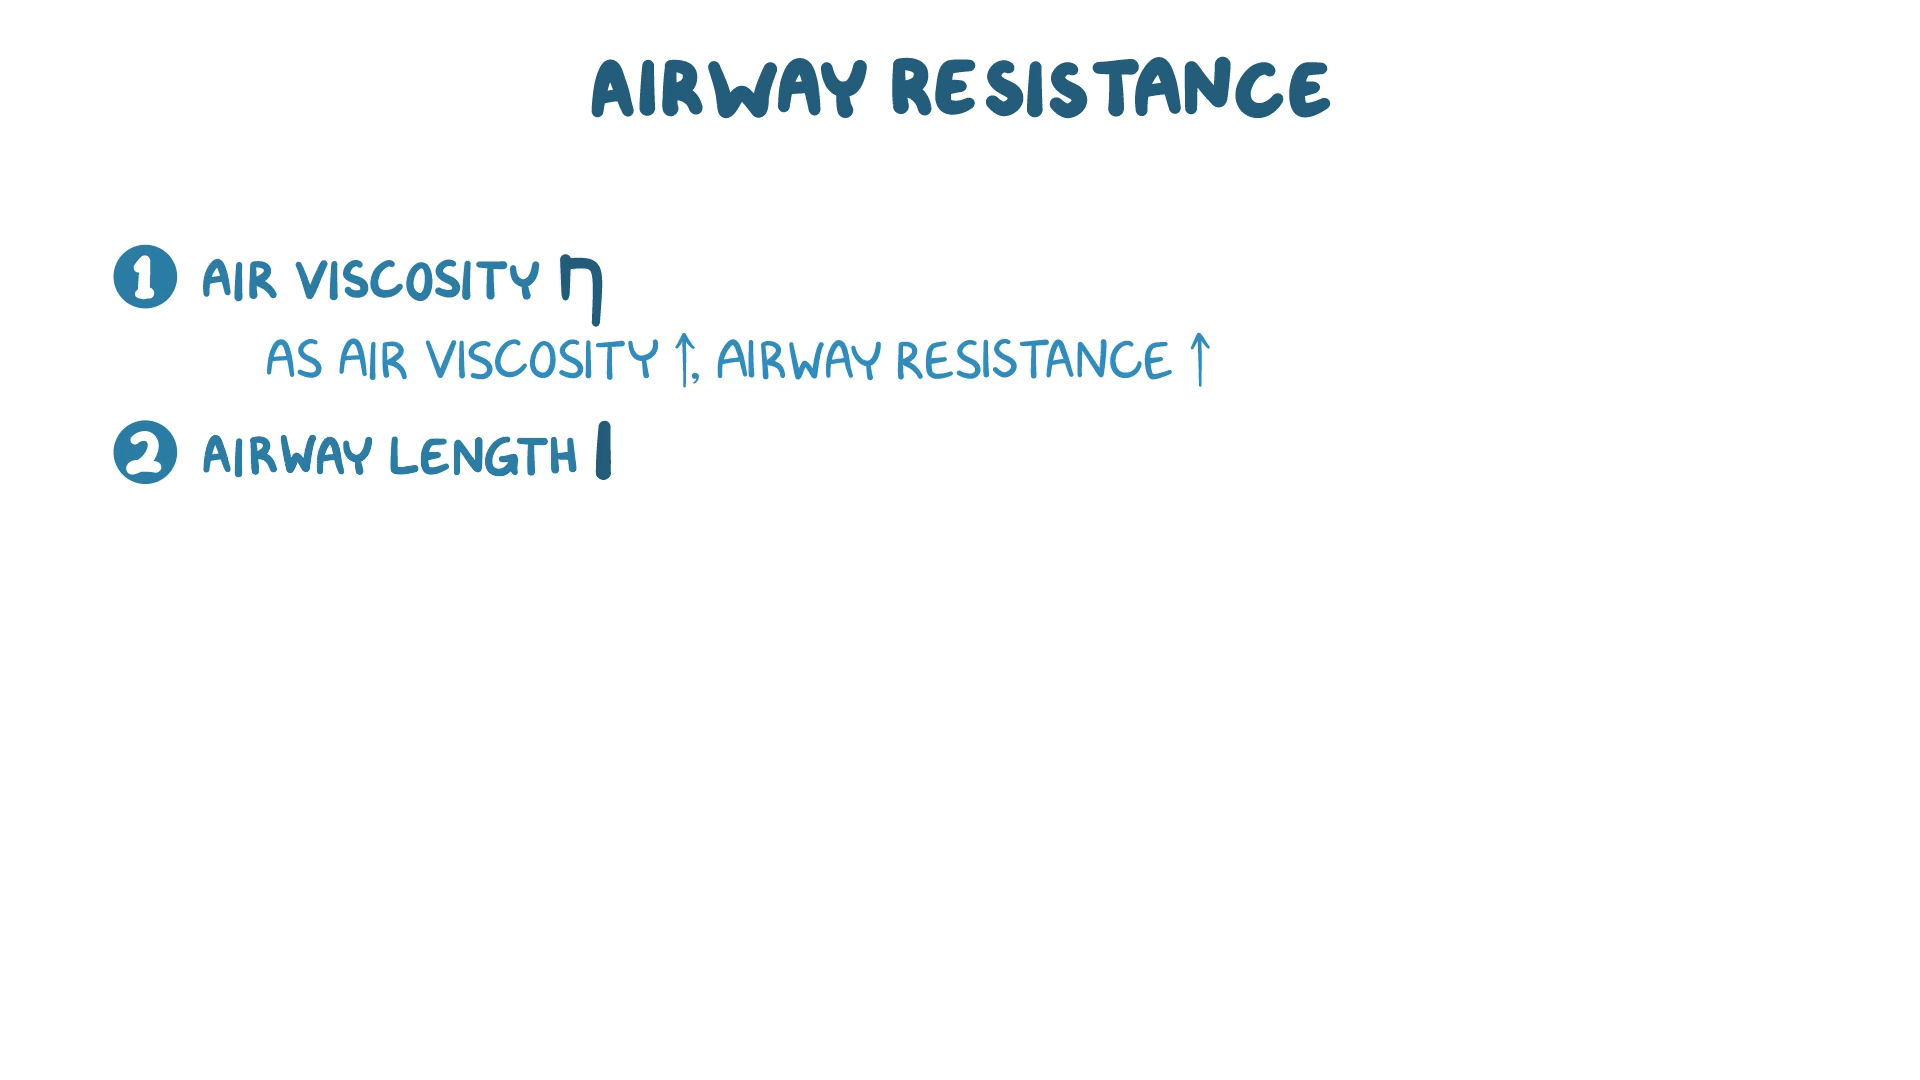 AIRWAY RESISTANCE
1 AIR VISCOSITY η
AS AIR VISCOSITY ↑, AIRWAY RESISTANCE ↑
2 AIRWAY LENGTH l